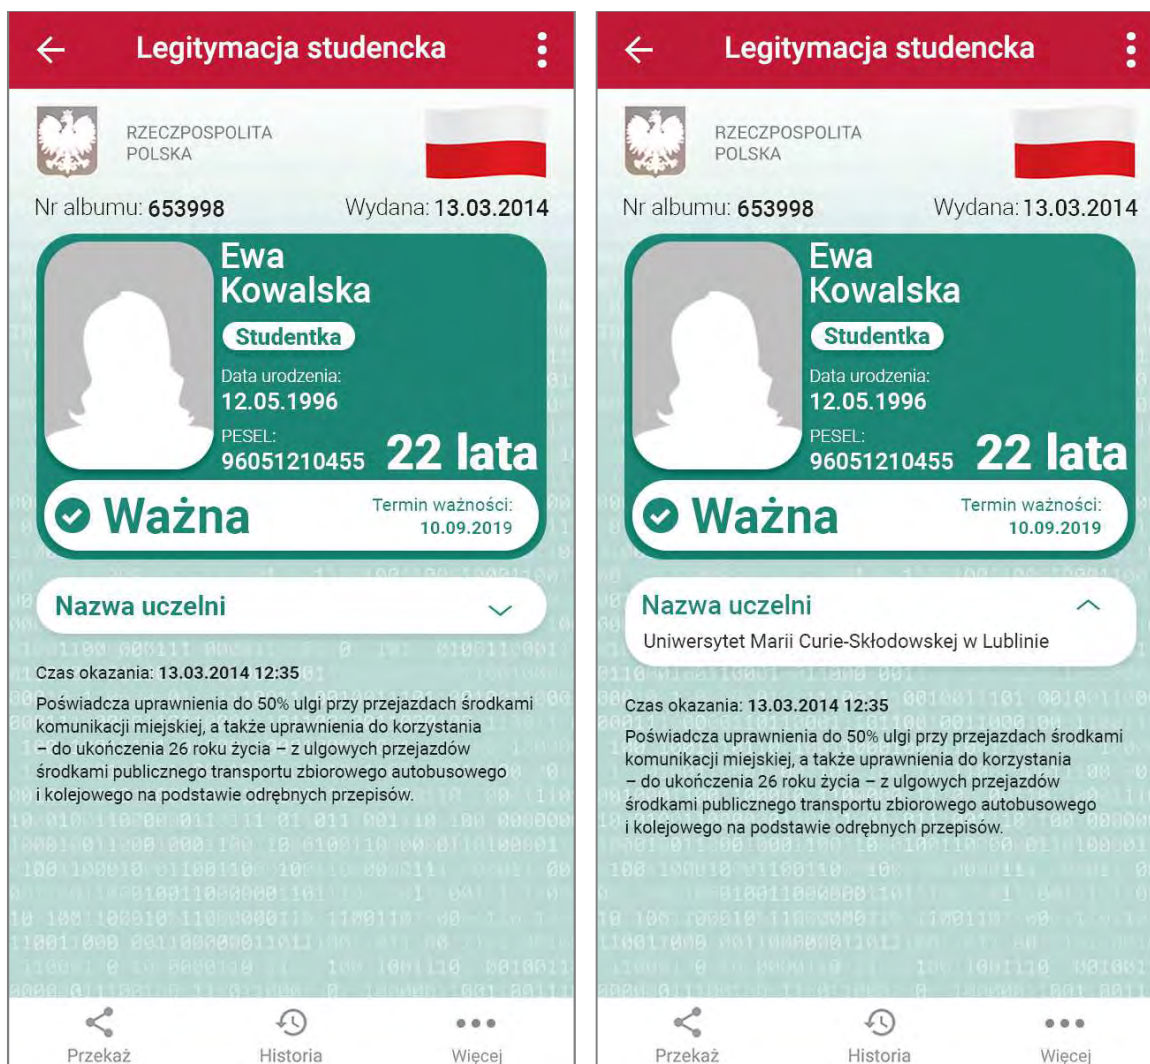 Legitymacja studencka
RZECZPOSPOLITA
POLSKA
Nr albumu: 653998 Wydana: 13.03.2014
Ewa
Kowalska
Studentka
Data urodzenia:
12.05.1996
PESEL:
96051210455 22 lata
Ważna
Termin ważności:
10.09.2019
Nazwa uczelni
Czas okazania: 13.03.2014 12:35
Poświadcza uprawnienia do 50% ulgi przy przejazdach środkami
komunikacji miejskiej, a także uprawnienia do korzystania
– do ukończenia 26 roku życia – z ulgowych przejazdów
środkami publicznego transportu zbiorowego autobusowego
i kolejowego na podstawie odrębnych przepisów.
Przekaż Historia Więcej
Legitymacja studencka
RZECZPOSPOLITA
POLSKA
Nr albumu: 653998 Wydana: 13.03.2014
Ewa
Kowalska
Studentka
Data urodzenia:
12.05.1996
PESEL:
96051210455 22 lata
Ważna
Termin ważności:
10.09.2019
Nazwa uczelni
Uniwersytet Marii Curie-Skłodowskej w Lublinie
Czas okazania: 13.03.2014 12:35
Poświadcza uprawnienia do 50% ulgi przy przejazdach środkami
komunikacji miejskiej, a także uprawnienia do korzystania
– do ukończenia 26 roku życia – z ulgowych przejazdów
środkami publicznego transportu zbiorowego autobusowego
i kolejowego na podstawie odrębnych przepisów.
Przekaż Historia Więcej